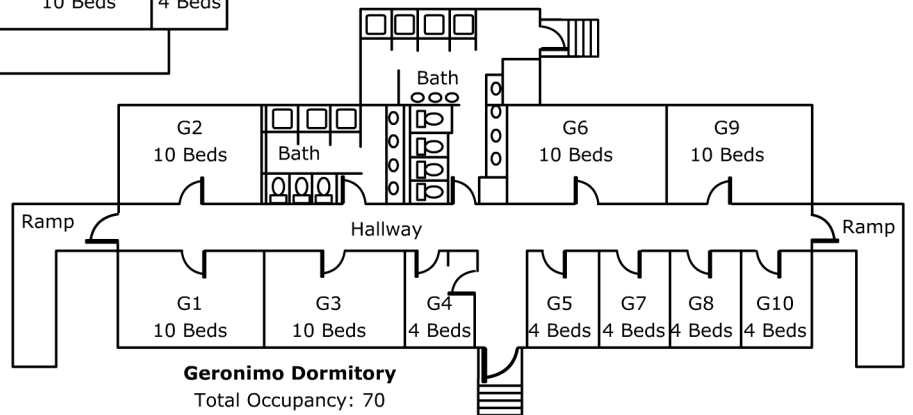 10 Beds
4 Beds
Bath
G2
10 Beds
Bath
G6
10 Beds
G9
10 Beds
Ramp
Hallway
Ramp
G1
10 Beds
G3
10 Beds
G4
4 Beds
G5
4 Beds
G7
4 Beds
G8
4 Beds
G10
4 Beds
Geronimo Dormitory
Total Occupancy: 70